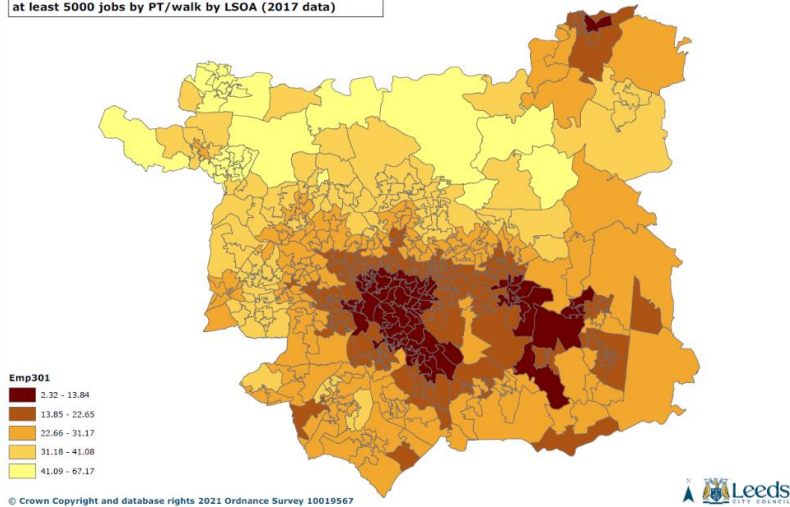 at least 5000 jobs by PT/walk by LSOA (2017 data)
Emp301
2.32 - 13.84
13.85 - 22.65
22.66 - 31.17
31.18 - 41.08
41.09 - 67.17
© Crown Copyright and database rights 2021 Ordnance Survey 10019567
N
Leeds
CITY COUNCIL